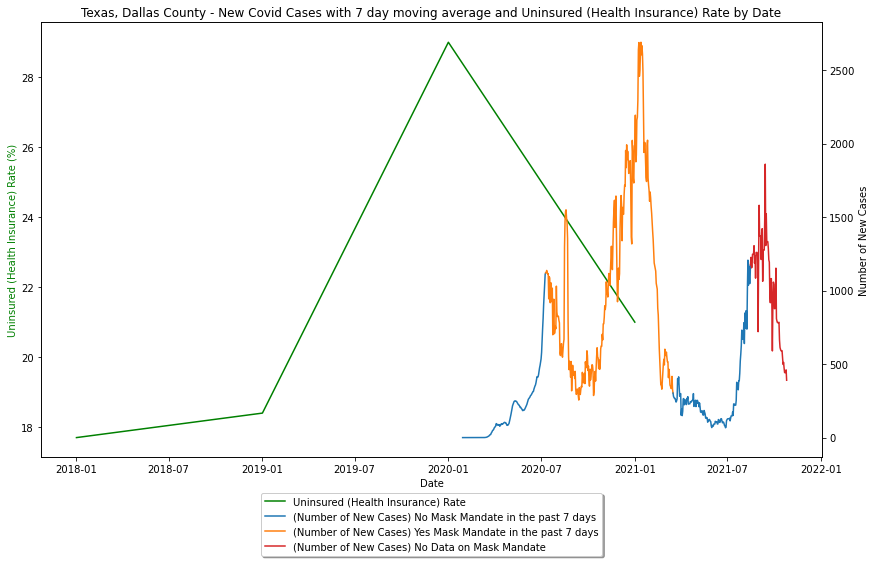 Texas, Dallas County - New Covid Cases with 7 day moving average and Uninsured (Health Insurance) Rate by Date
Uninsured (Health Insurance) Rate (%)
28
26
24
22
20
18
2500
2000
1500
1000
500
0
Number of New Cases
2018-01 2018-07 2019-01 2019-07 2020-01 2020-07 2021-01 2021-07 2022-01
Date
Uninsured (Health Insurance) Rate
(Number of New Cases) No Mask Mandate in the past 7 days
(Number of New Cases) Yes Mask Mandate in the past 7 days
(Number of New Cases) No Data on Mask Mandate